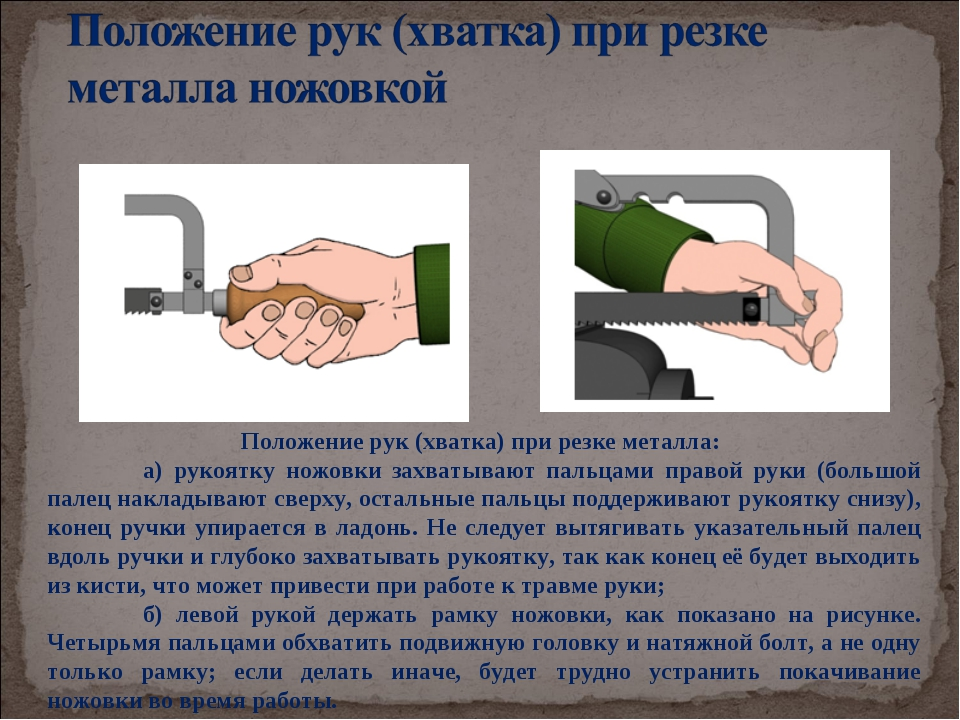 Положение рук (хватка) при резке
металла ножовкой
Положение рук (хватка) при резке металла:
а) рукоятку ножовки захватывают пальцами правой руки (большой
палец накладывают сверху, остальные пальцы поддерживают рукоятку снизу),
конец ручки упирается в ладонь. Не следует вытягивать указательный палец
вдоль ручки и глубоко захватывать рукоятку, так как конец её будет выходить
из кисти, что может привести при работе к травме руки;
б) левой рукой держать рамку ножовки, как показано на рисунке.
Четырьмя пальцами обхватить подвижную головку и натяжной болт, а не одну
только рамку; если делать иначе, будет трудно устранить покачивание
ножовки во время работы.